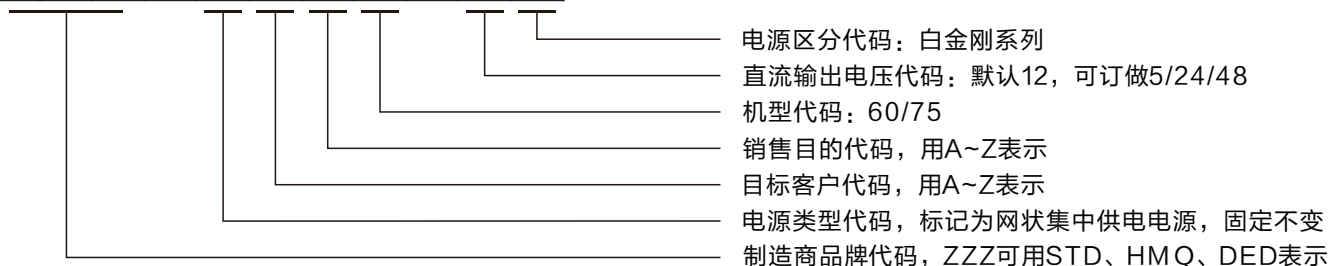 电源区分代码：白金刚系列
直流输出电压代码：默认12，可订做5/24/48
机型代码：60/75
销售目的代码，用A~Z表示
目标客户代码，用A~Z表示
电源类型代码，标记为网状集中供电电源，固定不变
制造商品牌代码，ZZZ可用STD、HMQ、DED表示